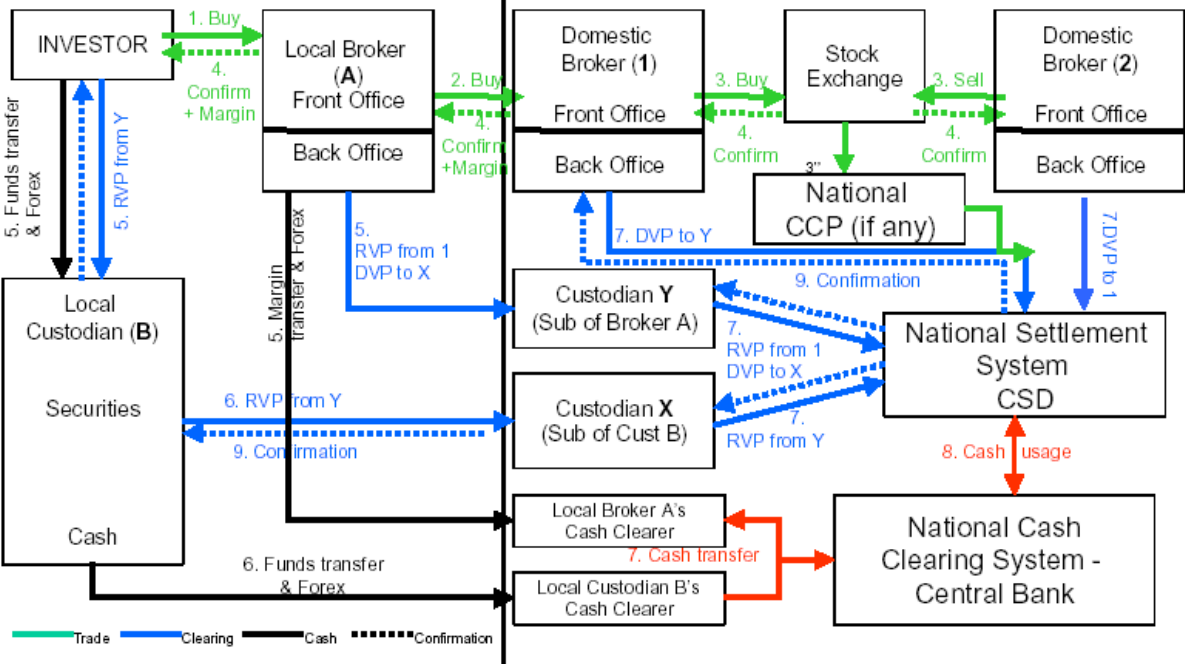 INVESTOR
1. Buy
4.
Confirm
+ Margin
Local Broker
(A)
Front Office
Back Office
2. Buy
4.
Confirm
+Margin
Domestic
Broker (1)
Front Office
Back Office
3. Buy
4.
Confirm
Stock
Exchange
3. Sell
4.
Confirm
Domestic
Broker (2)
Front Office
Back Office
3”
National
CCP (if any)
5. Funds transfer
& Forex
5. RVP from Y
5. Margin
transfer & Forex
5.
RVP from 1
DVP to X
7. DVP to Y
9. Confirmation
7.DVP to 1
Local
Custodian (B)
Securities
Cash
Custodian Y
(Sub of Broker A)
7.
RVP from 1
DVP to X
National Settlement
System
CSD
6. RVP from Y
9. Confirmation
Custodian X
(Sub of Cust B)
7.
RVP from Y
8. Cash usage
Local Broker A's
Cash Clearer
7. Cash transfer
6. Funds transfer
& Forex
Local Custodian B's
Cash Clearer
National Cash
Clearing System -
Central Bank
Trade
Clearing
Cash
Confirmation